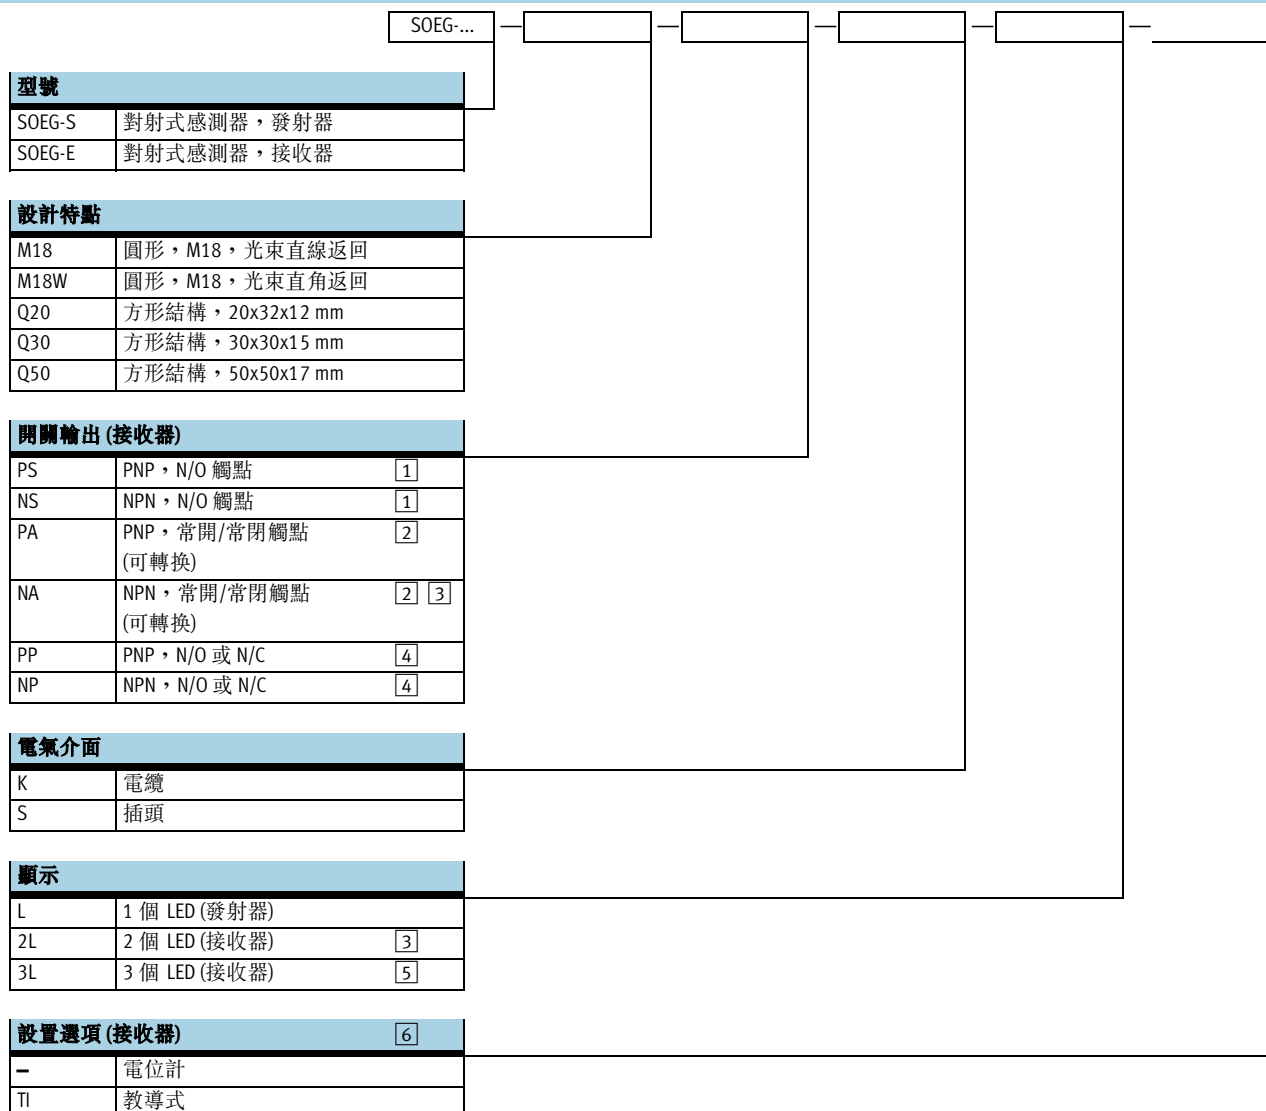 SOEG-... — — — — —
型號
SOEG-S 對射式感測器，發射器
SOEG-E 對射式感測器，接收器
設計特點
M18 圓形，M18，光束直線返回
M18W 圓形，M18，光束直角返回
Q20 方形結構，20x32x12 mm
Q30 方形結構，30x30x15 mm
Q50 方形結構，50x50x17 mm
開關輸出 (接收器)
PS PNP，N/O 觸點 1
NS NPN，N/O 觸點 1
PA PNP，常開/常閉觸點 2
(可轉换)
NA NPN，常開/常閉觸點 2 3
(可轉换)
PP PNP，N/O 或 N/C 4
NP NPN，N/O 或 N/C 4
電氣介面
K 電纜
S 插頭
顯示
L 1 個 LED (發射器)
2L 2 個 LED (接收器) 3
3L 3 個 LED (接收器) 5
設置選項 (接收器) 6
– 電位計
TI 教導式